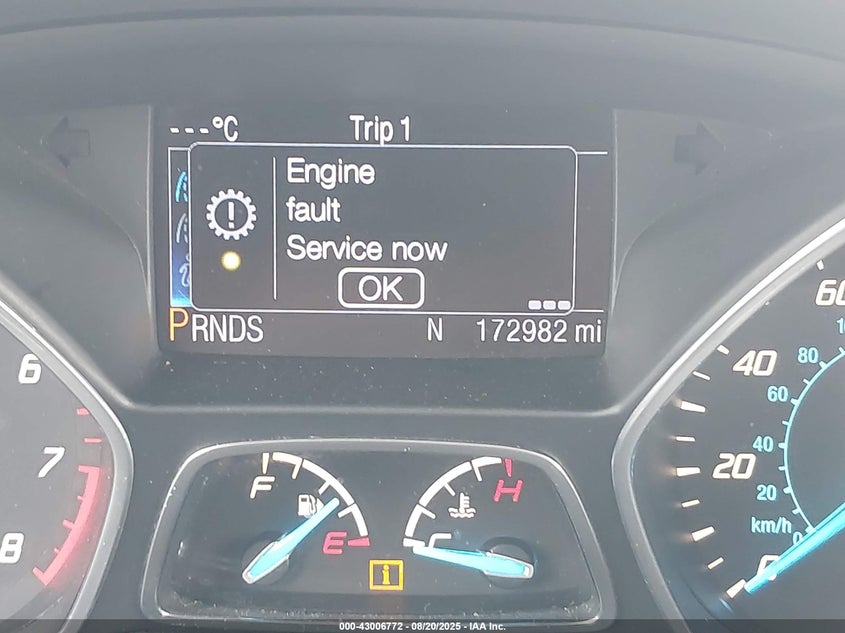 ---°C Trip 1
Engine
fault
Service now
OK
PRNDS N 172982 mi
6
7
8
F
E
C
H
i
60
40
20
80
60
40
20
km/h
0
000-43006772 - 08/20/2025 - IAA Inc.